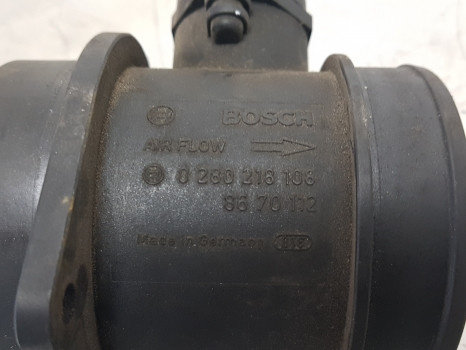 BOSCH
AIR FLOW
0 280 218 108
86 70 112
Made in Germany